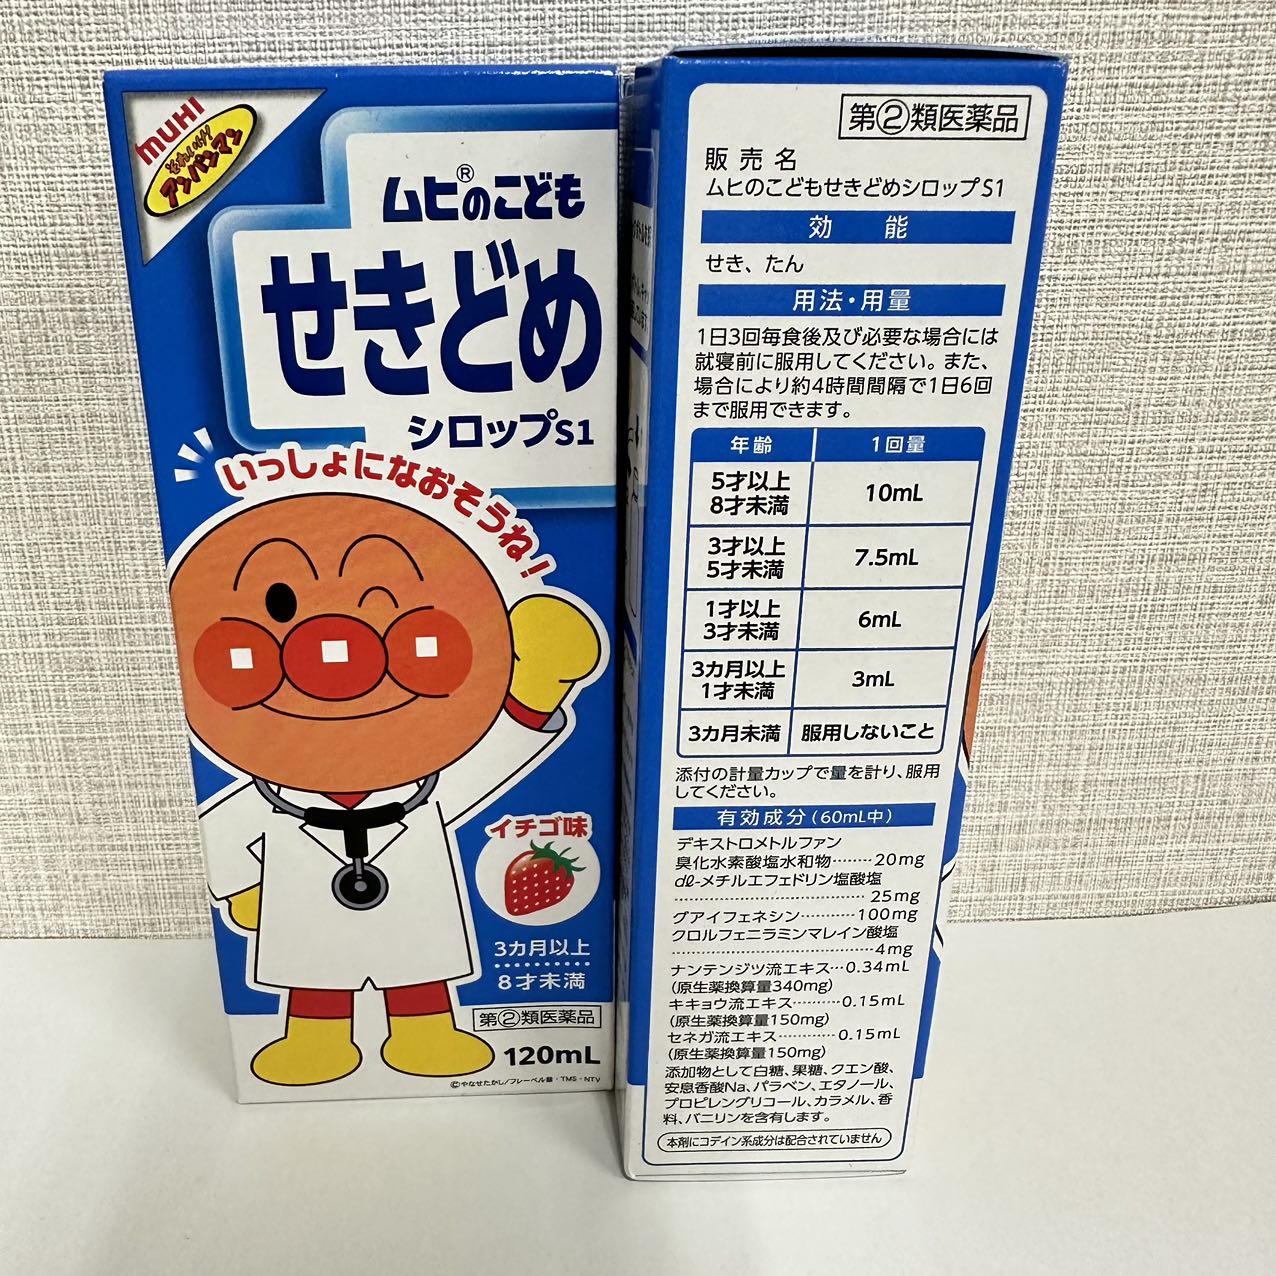 muHI
それいけ!
アンパンマン
ムヒ®のこども
せきどめ
シロップS1
いっしょになおそうね!
イチゴ味
3カ月以上
8才未満
第②類医薬品
120mL
©やなせたかし/フレーベル館・TMS・NTV
第②類医薬品
販売名
ムヒのこどもせきどめシロップS1
効能
せき、たん
用法・用量
1日3回毎食後及び必要な場合には
就寝前に服用してください。また、
場合により約4時間間隔で1日6回
まで服用できます。
年齢 1回量
5才以上
8才未満 10mL
3才以上
5才未満 7.5mL
1才以上
3才未満 6mL
3カ月以上
1才未満 3mL
3カ月未満 服用しないこと
添付の計量カップで量を計り、服用
してください。
有効成分(60mL中)
デキストロメトルファン
臭化水素酸塩水和物········20mg
dl-メチルエフェドリン塩酸塩
································25mg
グアイフェネシン···········100mg
クロルフェニラミンマレイン酸塩
································4mg
ナンテンジツ流エキス···0.34mL
(原生薬換算量340mg)
キキョウ流エキス··········0.15mL
(原生薬換算量150mg)
セネガ流エキス·············0.15mL
(原生薬換算量150mg)
添加物として白糖、果糖、クエン酸、
安息香酸Na、パラベン、エタノール、
プロピレングリコール、カラメル、香
料、バニリンを含有します。
本剤にコデイン系成分は配合されていません